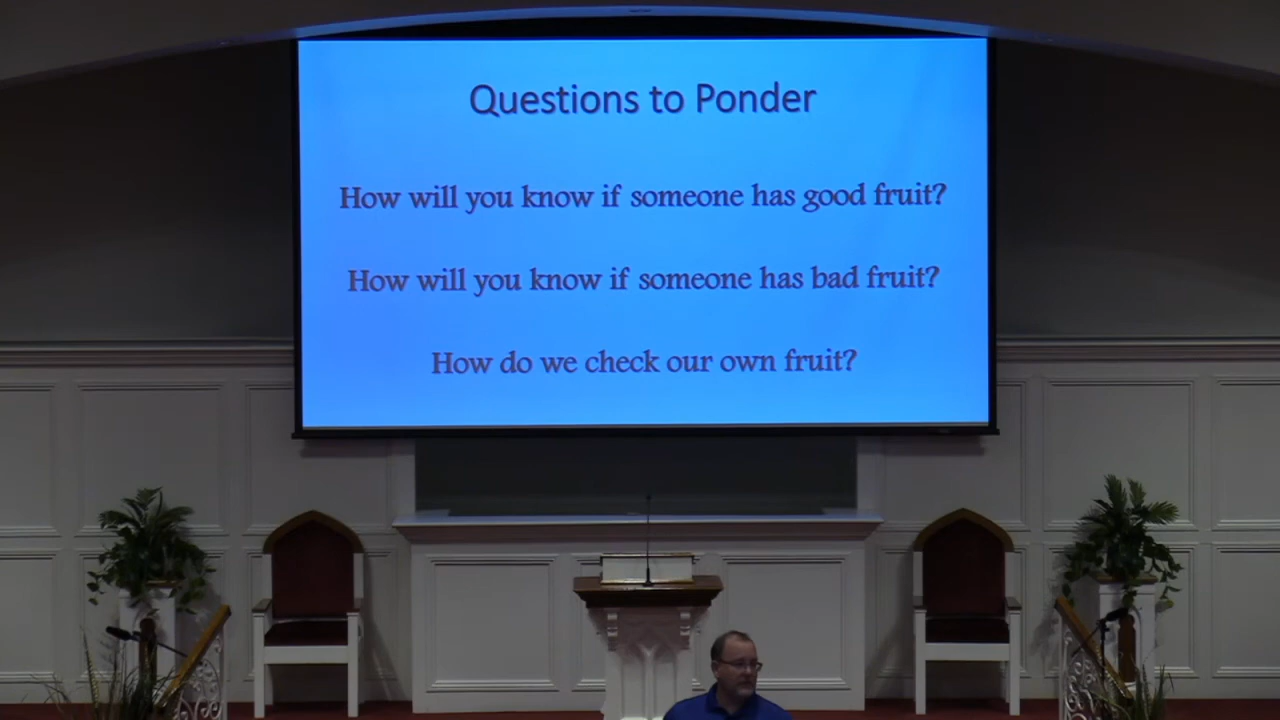 Questions to Ponder
How will you know if someone has good fruit?
How will you know if someone has bad fruit?
How do we check our own fruit?